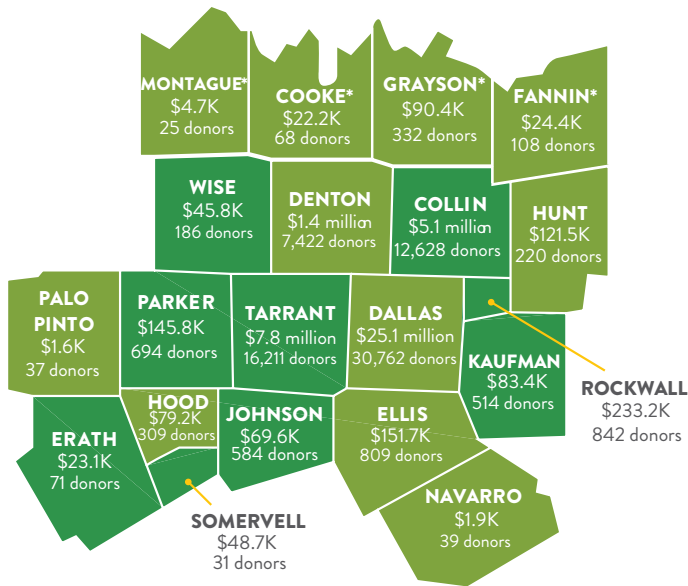 MONTAGUE*
$4.7K
25 donors
COOKE*
$22.2K
68 donors
GRAYSON*
$90.4K
332 donors
FANNIN*
$24.4K
108 donors
WISE
$45.8K
186 donors
DENTON
$1.4 million
7,422 donors
COLLIN
$5.1 million
12,628 donors
HUNT
$121.5K
220 donors
PALO
PINTO
$1.6K
37 donors
PARKER
$145.8K
694 donors
TARRANT
$7.8 million
16,211 donors
DALLAS
$25.1 million
30,762 donors
KAUFMAN
$83.4K
514 donors
ROCKWALL
$233.2K
842 donors
ERATH
$23.1K
71 donors
HOOD
$79.2K
309 donors
JOHNSON
$69.6K
584 donors
ELLIS
$151.7K
809 donors
SOMERVELL
$48.7K
31 donors
NAVARRO
$1.9K
39 donors